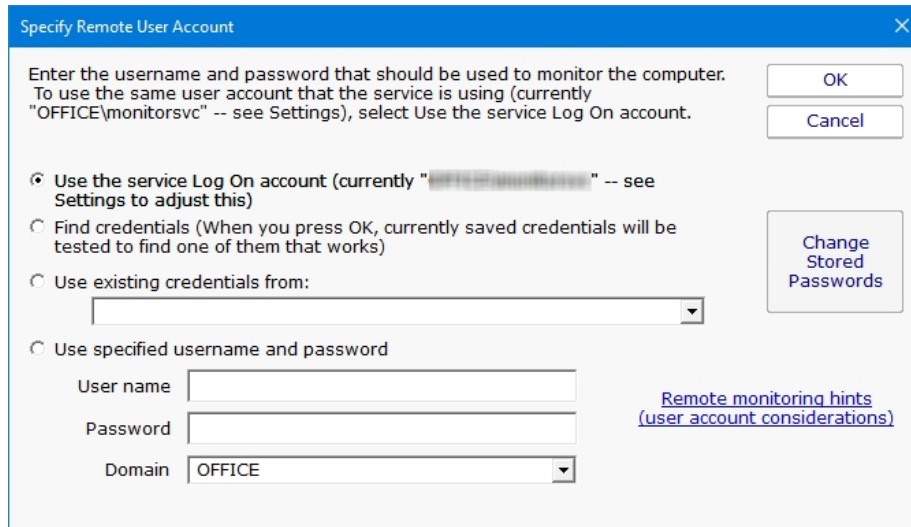 Specify Remote User Account
Enter the username and password that should be used to monitor the computer.
To use the same user account that the service is using (currently
"OFFICE\monitorsvc" -- see Settings), select Use the service Log On account.
OK
Cancel
Use the service Log On account (currently " " -- see
Settings to adjust this)
Find credentials (When you press OK, currently saved credentials will be
tested to find one of them that works)
Change
Stored
Passwords
Use existing credentials from:
Use specified username and password
User name
Remote monitoring hints
(user account considerations)
Password
Domain
OFFICE